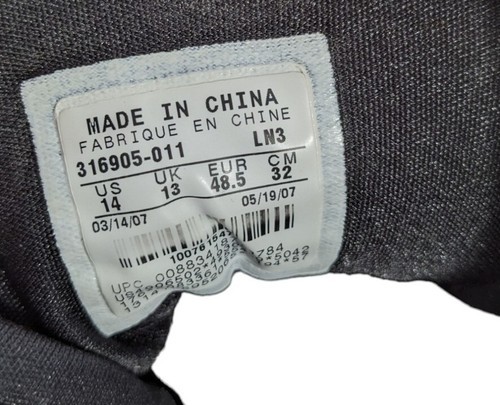 MADE IN CHINA
FABRIQUE EN CHINE
316905-011 LN3
US UK EUR CM
14 13 48.5 32
03/14/07 05/19/07
UPC